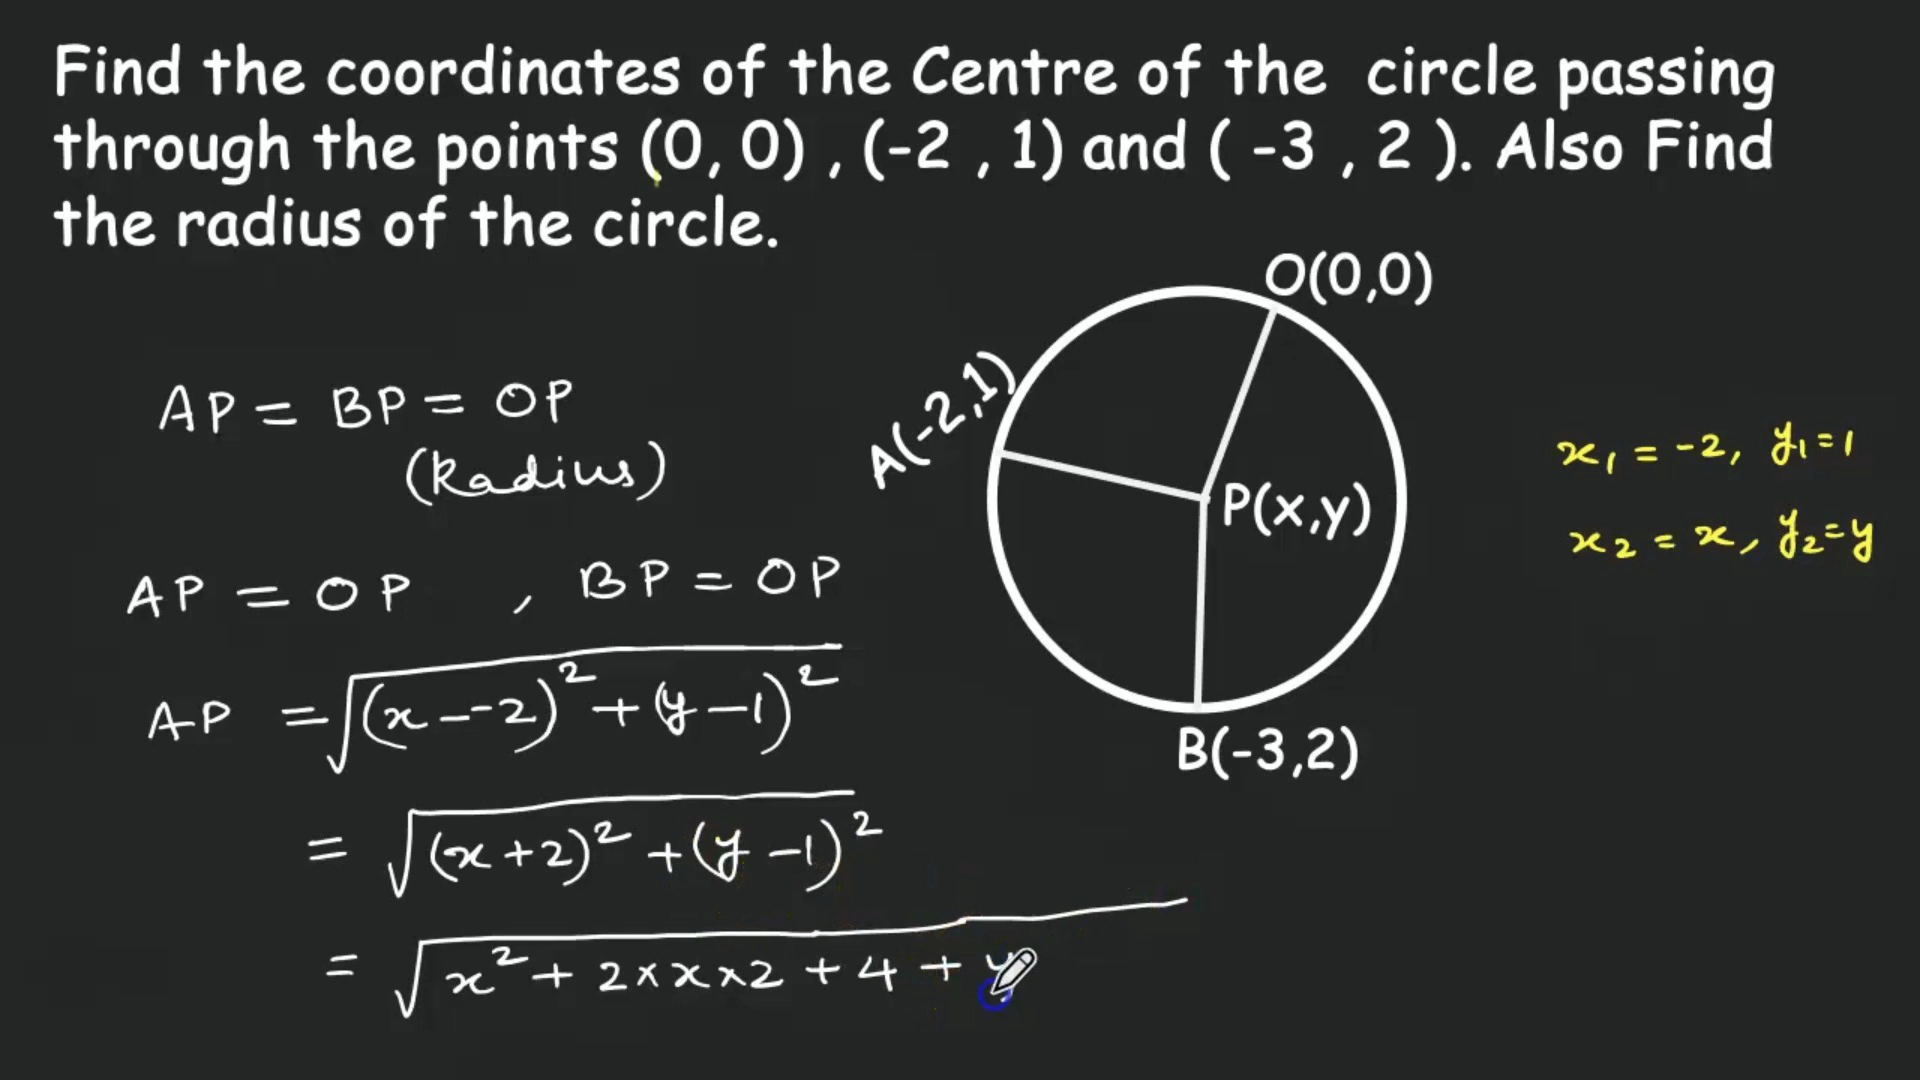 Find the coordinates of the Centre of the circle passing
through the points (0, 0) , (-2 , 1) and ( -3 , 2 ). Also Find
the radius of the circle.
O(0,0)
A(-2,1)
P(x,y)
B(-3,2)
AP = BP = OP
(Radius)
AP = OP , BP = OP
AP = √(x--2)² + (y-1)²
= √(x+2)² + (y-1)²
= √x² + 2×x×2 + 4 +
x₁ = -2, y₁ = 1
x₂ = x, y₂ = y